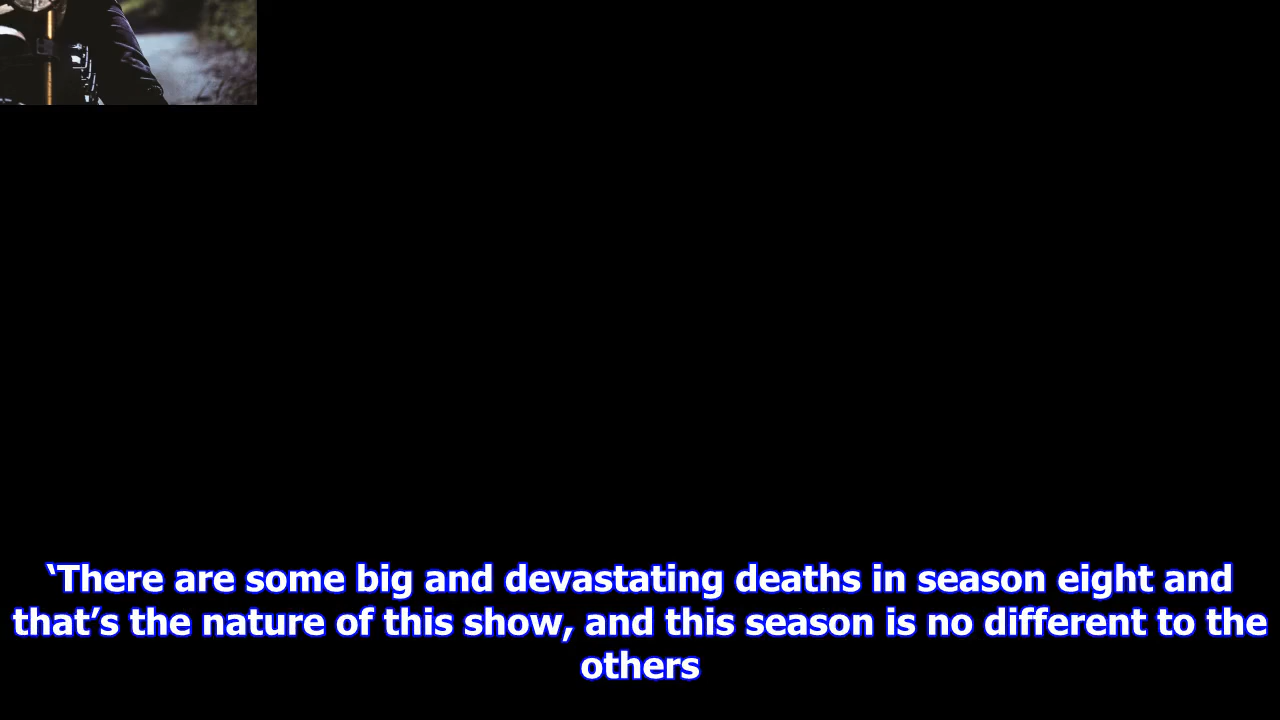 ‘There are some big and devastating deaths in season eight and
that’s the nature of this show, and this season is no different to the
others